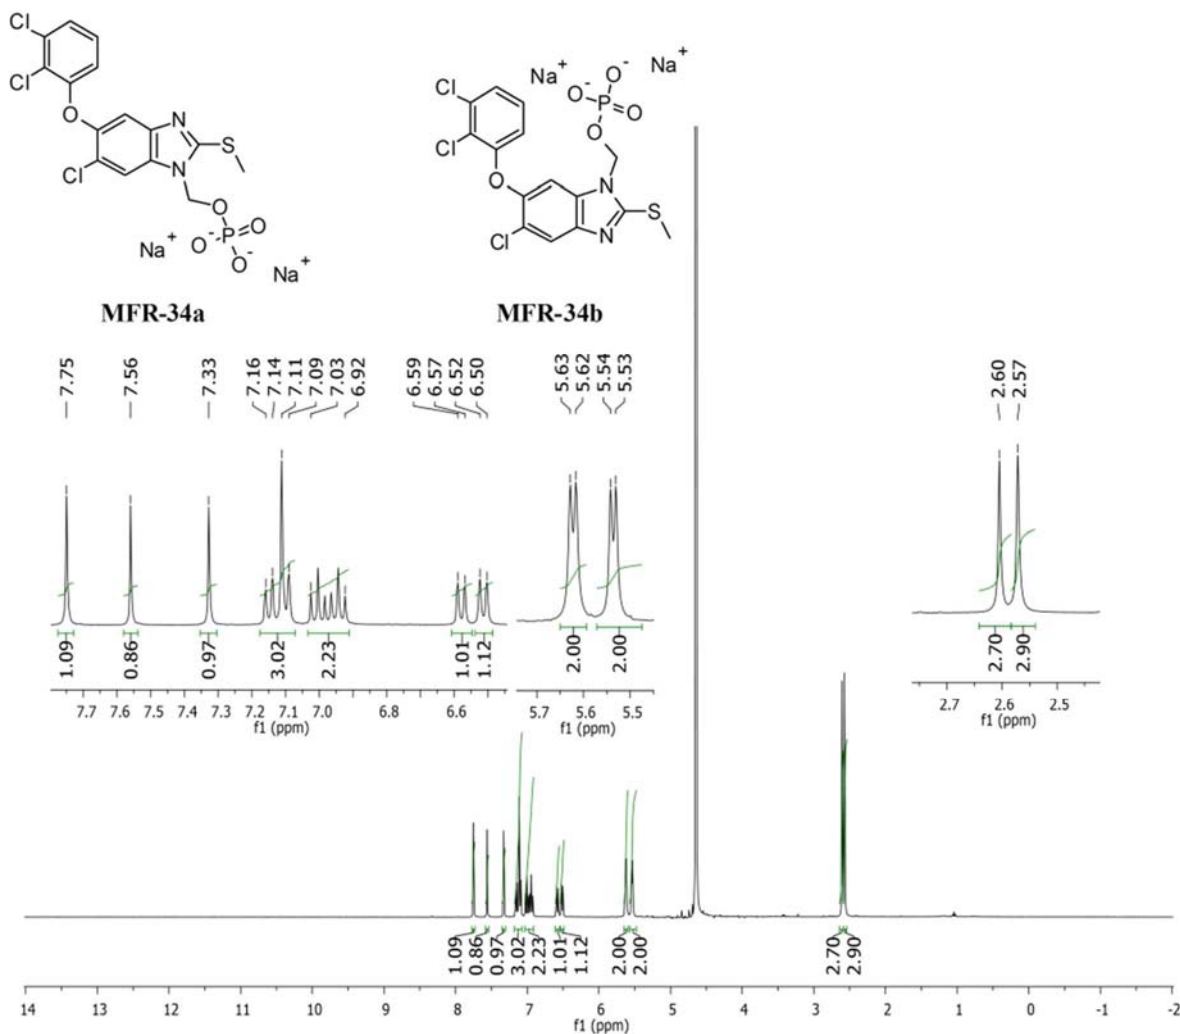 Cl
Cl
O
Cl
N
N
S
O
P
O
O-
O-
Na+
Na+
MFR-34a
Na+
Na+
O-
O-
P
O
O
Cl
Cl
O
Cl
N
N
S
MFR-34b
7.75
7.56
7.33
7.16
7.14
7.11
7.09
7.03
6.92
6.59
6.57
6.52
6.50
5.63
5.62
5.54
5.53
2.60
2.57
1.09
0.86
0.97
3.02
2.23
1.01
1.12
2.00
2.00
2.70
2.90
7.7 7.6 7.5 7.4 7.3 7.2 7.1 7.0 6.8 6.6
f1 (ppm)
5.7 5.6 5.5
f1 (ppm)
2.7 2.6 2.5
f1 (ppm)
1.09
0.86
0.97
3.02
2.23
1.01
1.12
2.00
2.00
2.70
2.90
14 13 12 11 10 9 8 7 6 5 4 3 2 1 0 -1 -2
f1 (ppm)